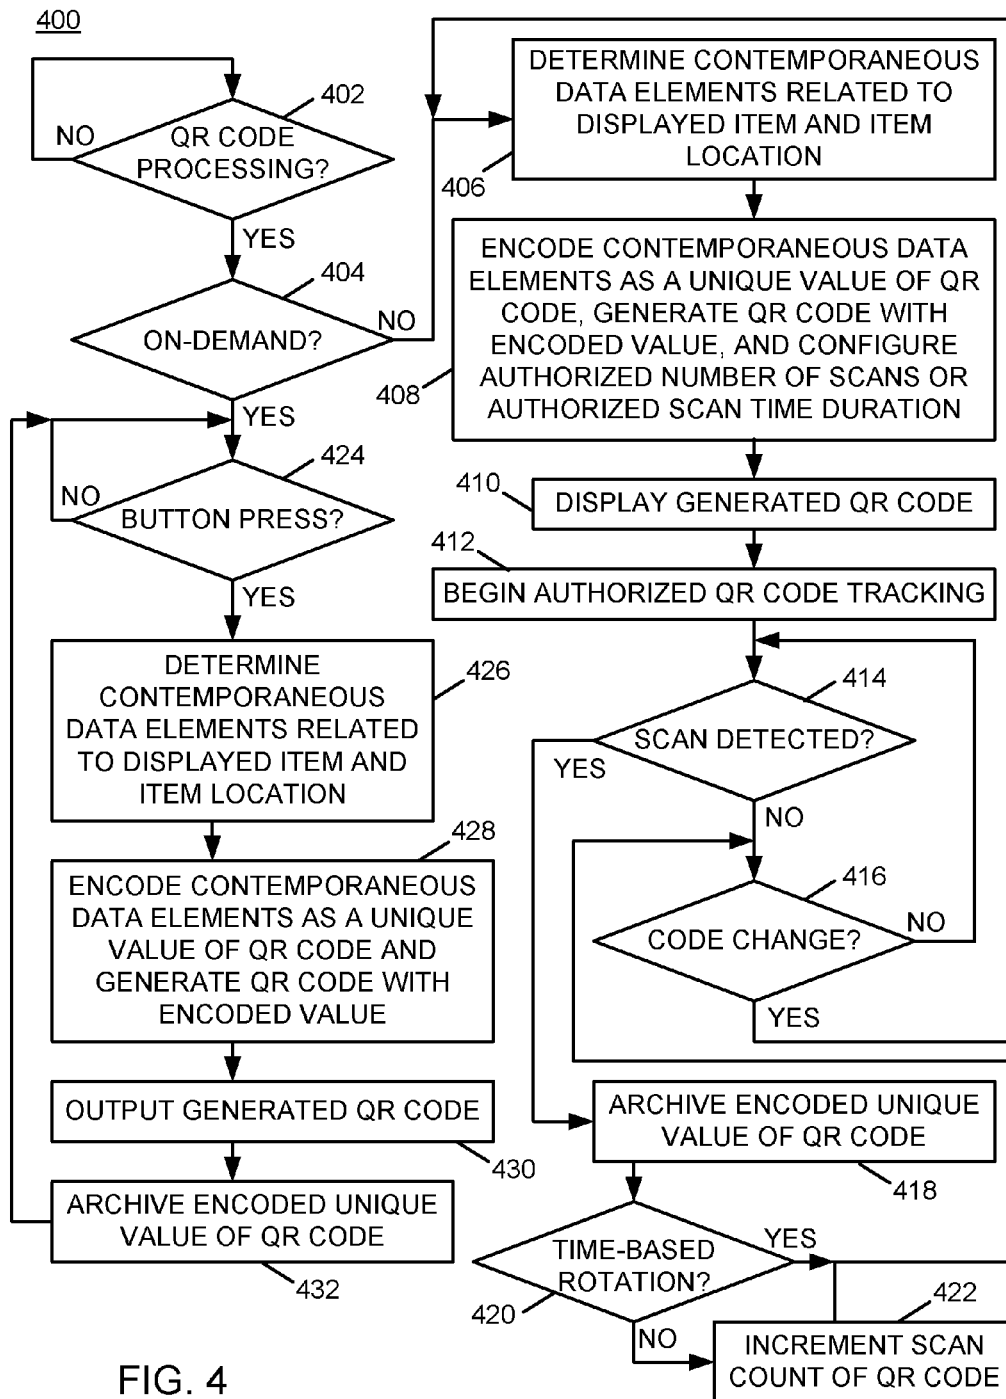 400
402
NO
QR CODE
PROCESSING?
YES
404
ON-DEMAND?
NO
YES
424
NO
BUTTON PRESS?
YES
DETERMINE
CONTEMPORANEOUS
DATA ELEMENTS RELATED
TO DISPLAYED ITEM AND
ITEM LOCATION
426
428
ENCODE CONTEMPORANEOUS
DATA ELEMENTS AS A UNIQUE
VALUE OF QR CODE AND
GENERATE QR CODE WITH
ENCODED VALUE
OUTPUT GENERATED QR CODE
430
ARCHIVE ENCODED UNIQUE
VALUE OF QR CODE
432
DETERMINE CONTEMPORANEOUS
DATA ELEMENTS RELATED TO
DISPLAYED ITEM AND ITEM
LOCATION
406
ENCODE CONTEMPORANEOUS DATA
ELEMENTS AS A UNIQUE VALUE OF QR
CODE, GENERATE QR CODE WITH
ENCODED VALUE, AND CONFIGURE
AUTHORIZED NUMBER OF SCANS OR
AUTHORIZED SCAN TIME DURATION
408
410
DISPLAY GENERATED QR CODE
412
BEGIN AUTHORIZED QR CODE TRACKING
414
SCAN DETECTED?
YES
NO
416
CODE CHANGE?
NO
YES
ARCHIVE ENCODED UNIQUE
VALUE OF QR CODE
418
TIME-BASED
ROTATION?
YES
420
NO
422
INCREMENT SCAN
COUNT OF QR CODE
FIG. 4